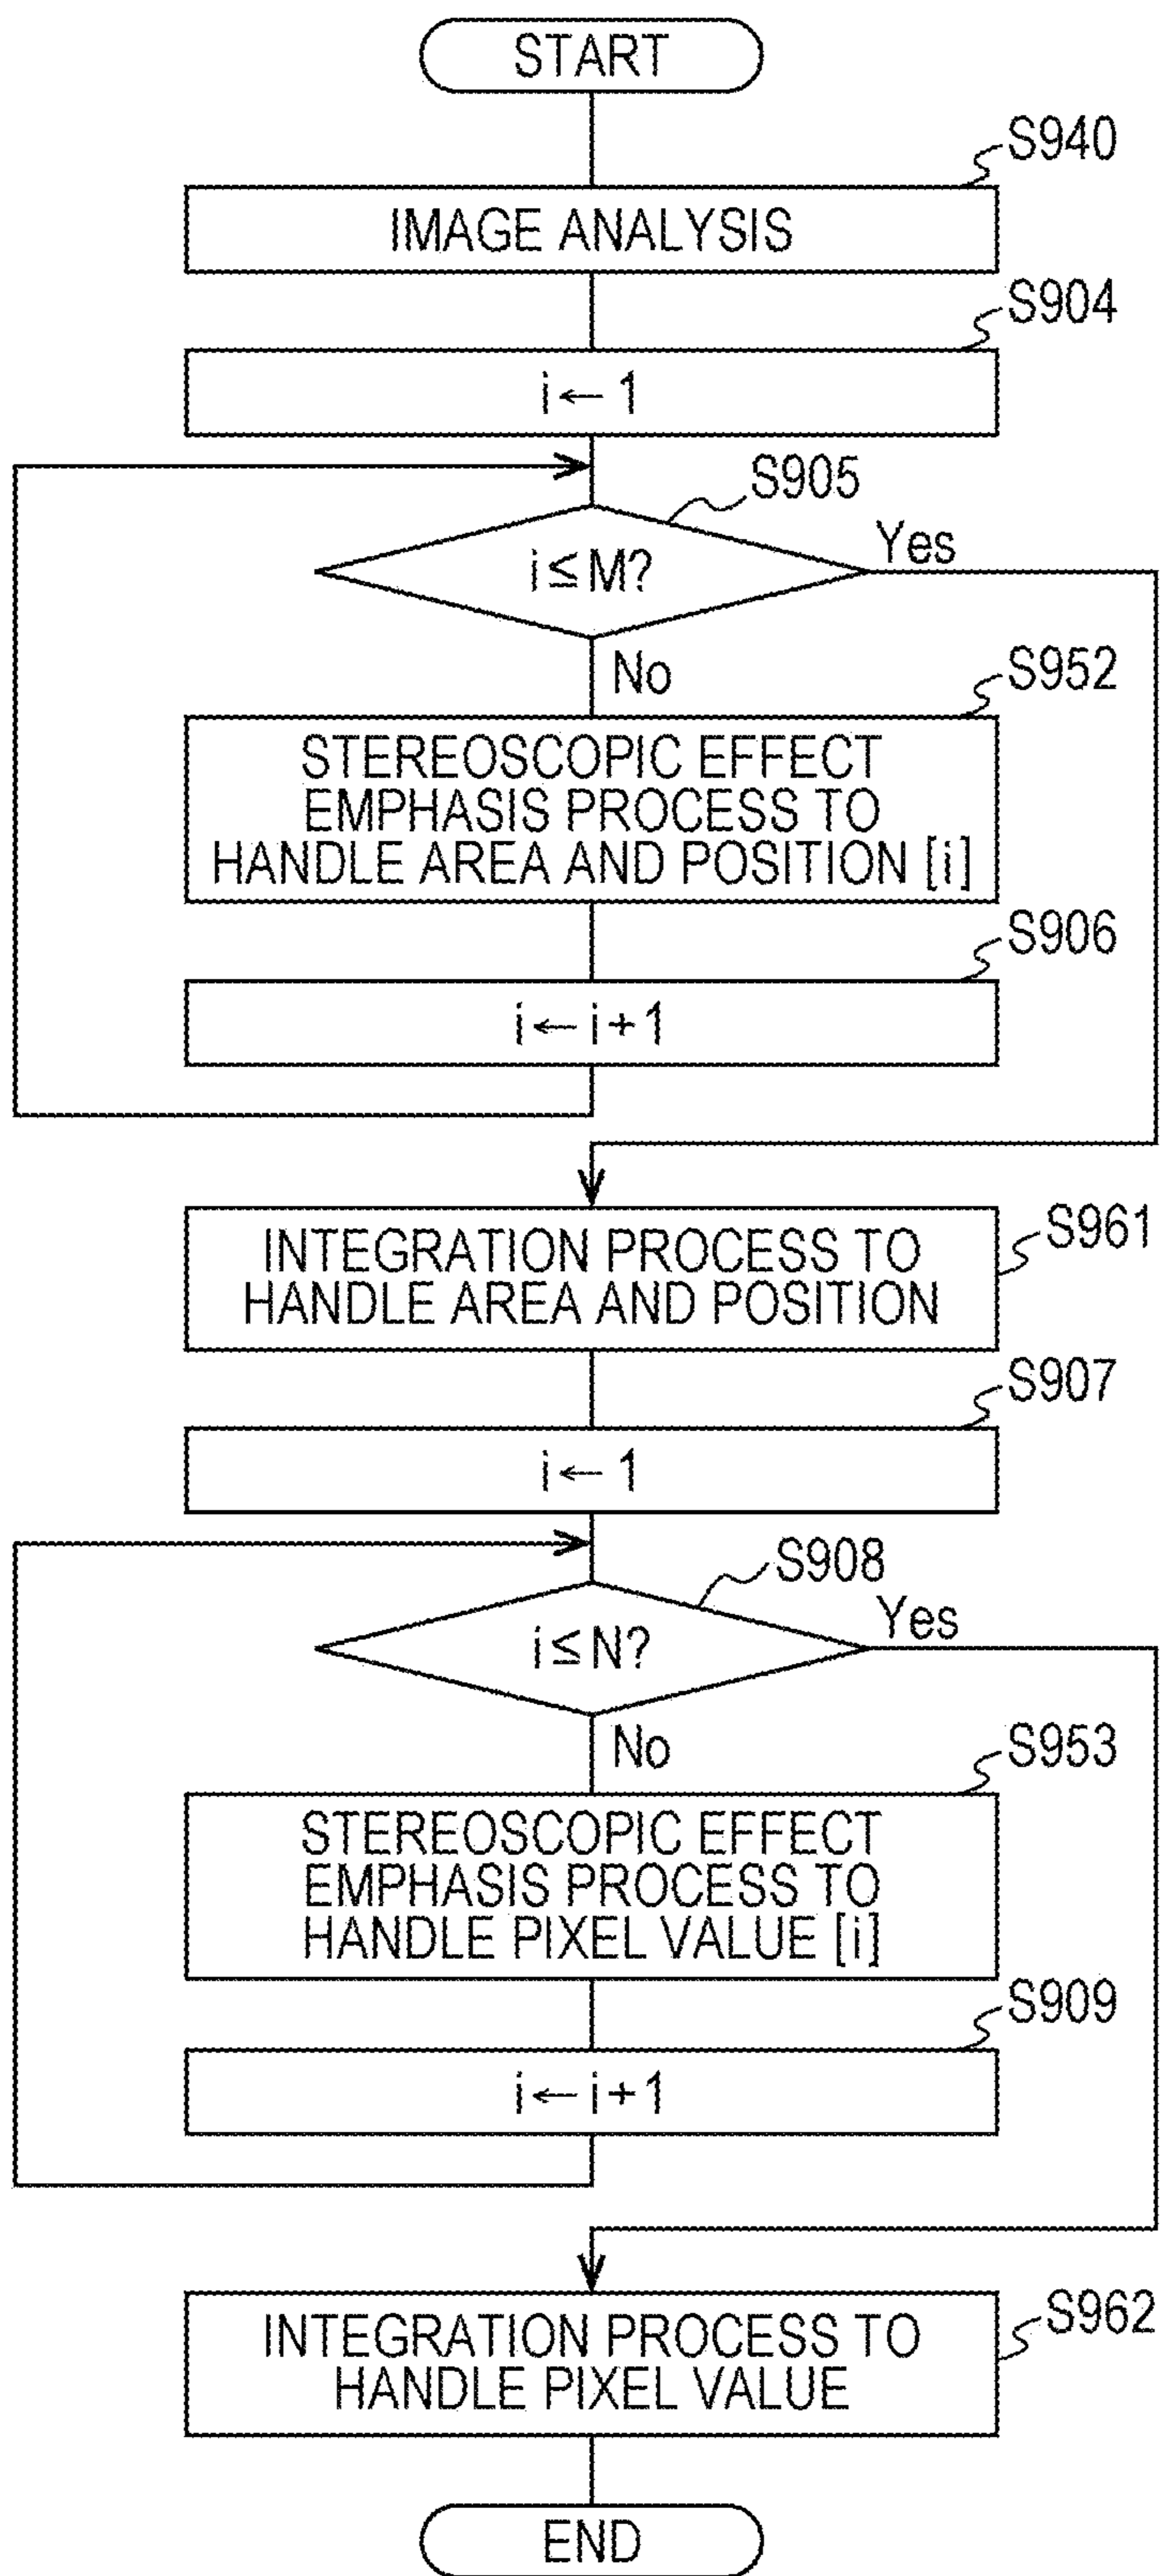 START
S940
IMAGE ANALYSIS
S904
i ← 1
S905
i ≤ M?
Yes
No
S952
STEREOSCOPIC EFFECT
EMPHASIS PROCESS TO
HANDLE AREA AND POSITION [i]
S906
i ← i + 1
S961
INTEGRATION PROCESS TO
HANDLE AREA AND POSITION
S907
i ← 1
S908
i ≤ N?
Yes
No
S953
STEREOSCOPIC EFFECT
EMPHASIS PROCESS TO
HANDLE PIXEL VALUE [i]
S909
i ← i + 1
S962
INTEGRATION PROCESS TO
HANDLE PIXEL VALUE
END